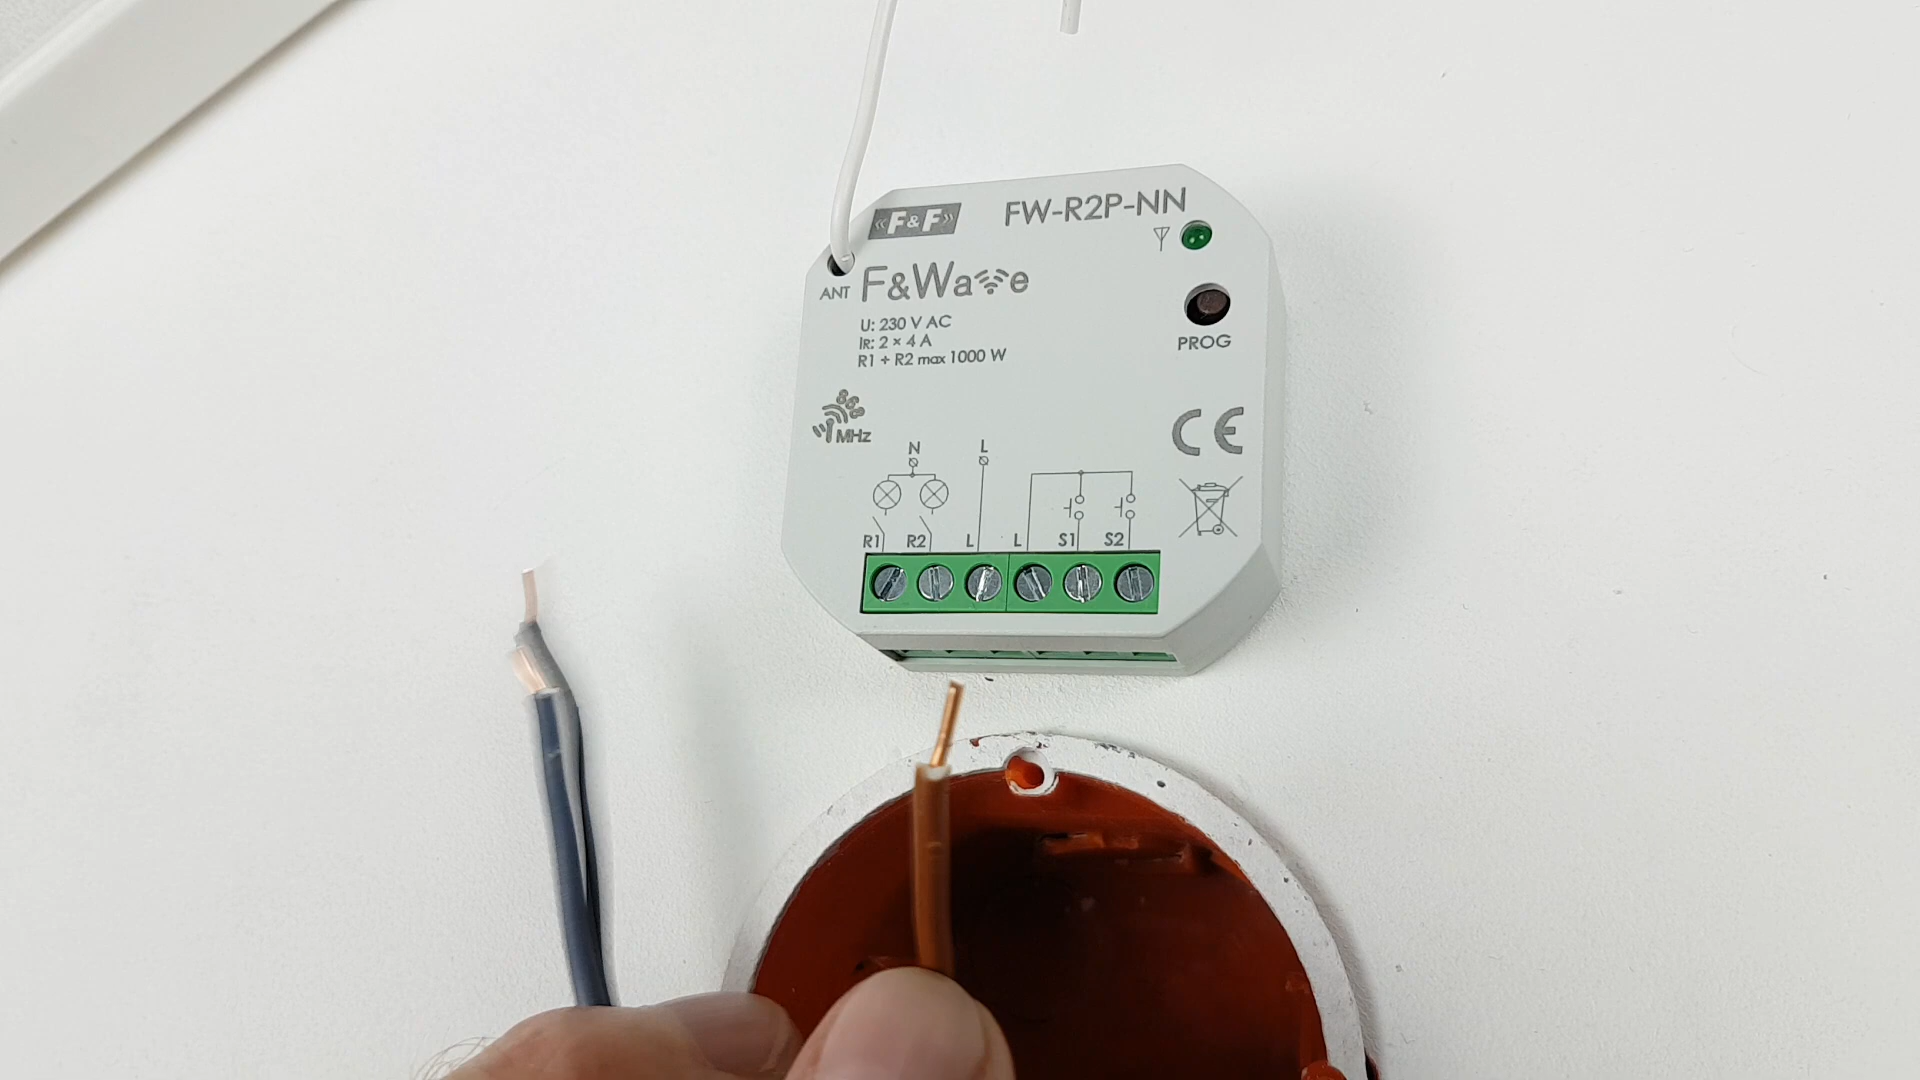 «F&F»
FW-R2P-NN
ANT
F&Wave
U: 230 V AC
IR: 2 × 4 A
R1 + R2 max 1000 W
PROG
868
MHz
CE
N
L
R1
R2
L
L
S1
S2